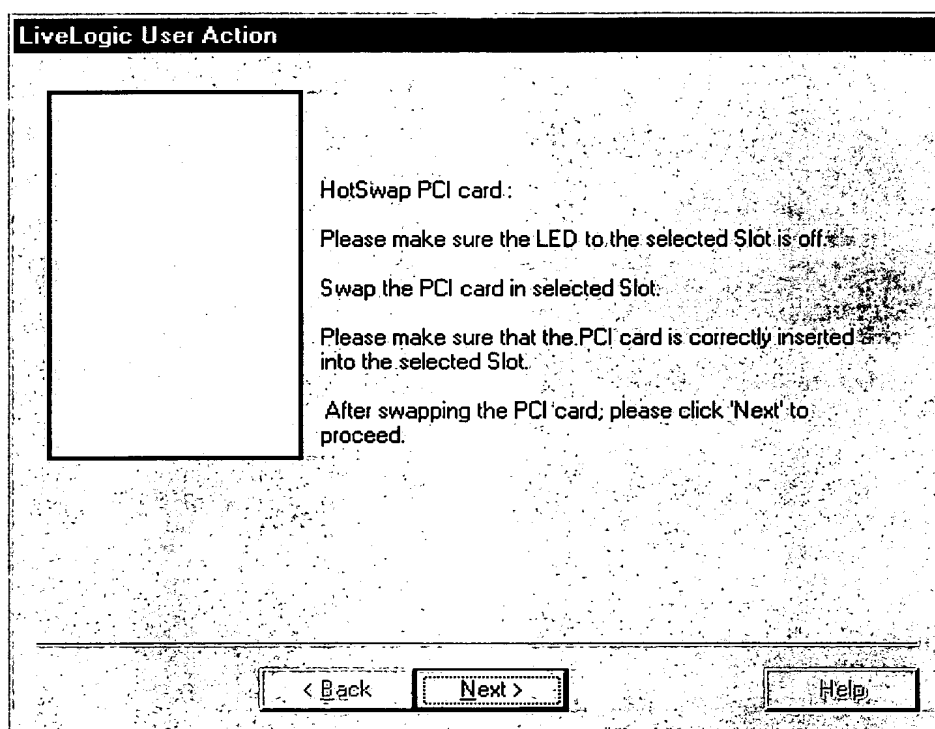 LiveLogic User Action
HotSwap PCI card :
Please make sure the LED to the selected Slot is off.
Swap the PCI card in selected Slot.
Please make sure that the PCI card is correctly inserted
into the selected Slot.
After swapping the PCI card, please click 'Next' to
proceed.
< Back
Next >
Help